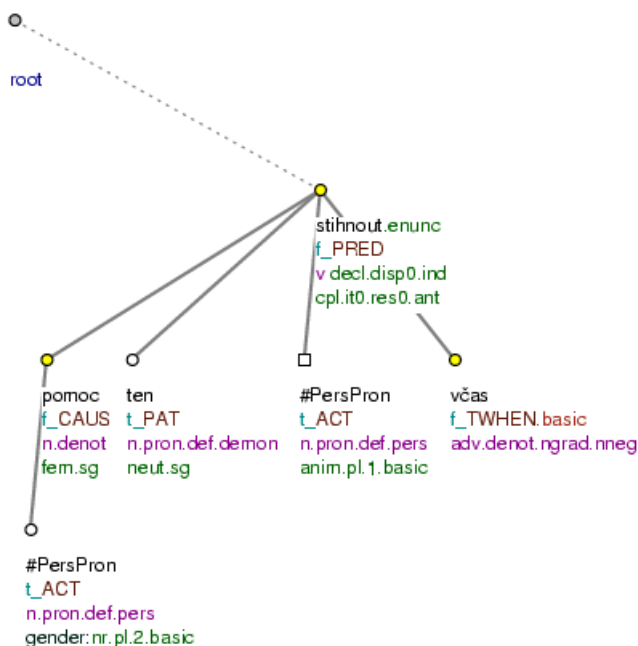 root
stihnout.enunc
f_PRED
v decl.disp0.ind
cpl.it0.res0.ant
pomoc
f_CAUS
n.denot
fem.sg
ten
t_PAT
n.pron.def.demon
neut.sg
#PersPron
t_ACT
n.pron.def.pers
anim.pl.1.basic
včas
f_TWHEN.basic
adv.denot.ngrad.nneg
#PersPron
t_ACT
n.pron.def.pers
gender:nr.pl.2.basic